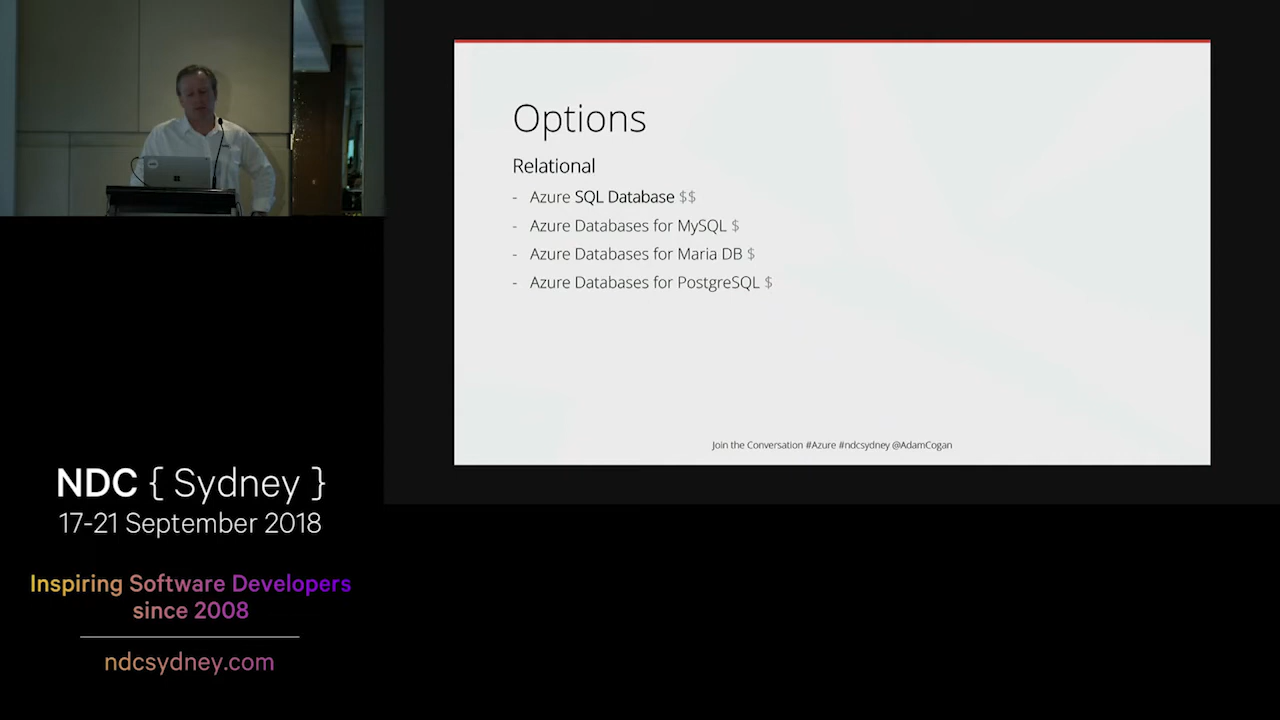 Options
Relational
- Azure SQL Database $$
- Azure Databases for MySQL $
- Azure Databases for Maria DB $
- Azure Databases for PostgreSQL $
Join the Conversation #Azure #ndcsydney @AdamCogan
NDC { Sydney }
17-21 September 2018
Inspiring Software Developers
since 2008
ndcsydney.com